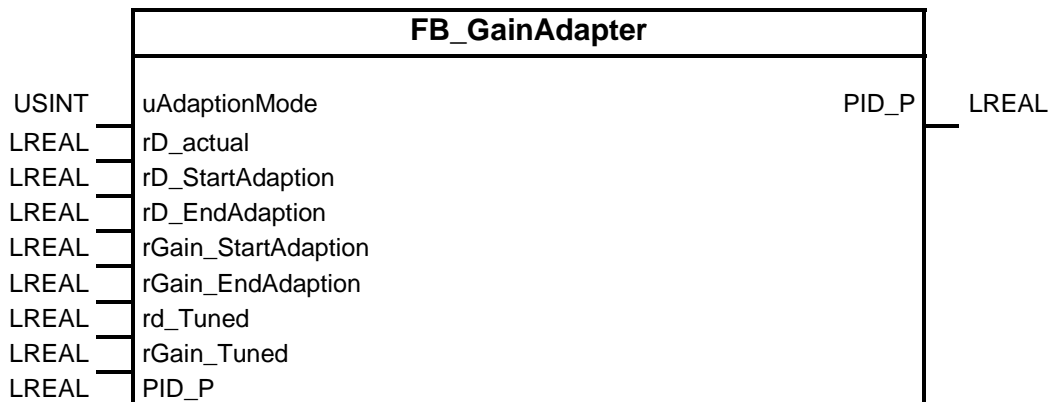 FB_GainAdapter
USINT uAdaptionMode PID_P LREAL
LREAL rD_actual
LREAL rD_StartAdaption
LREAL rD_EndAdaption
LREAL rGain_StartAdaption
LREAL rGain_EndAdaption
LREAL rd_Tuned
LREAL rGain_Tuned
LREAL PID_P